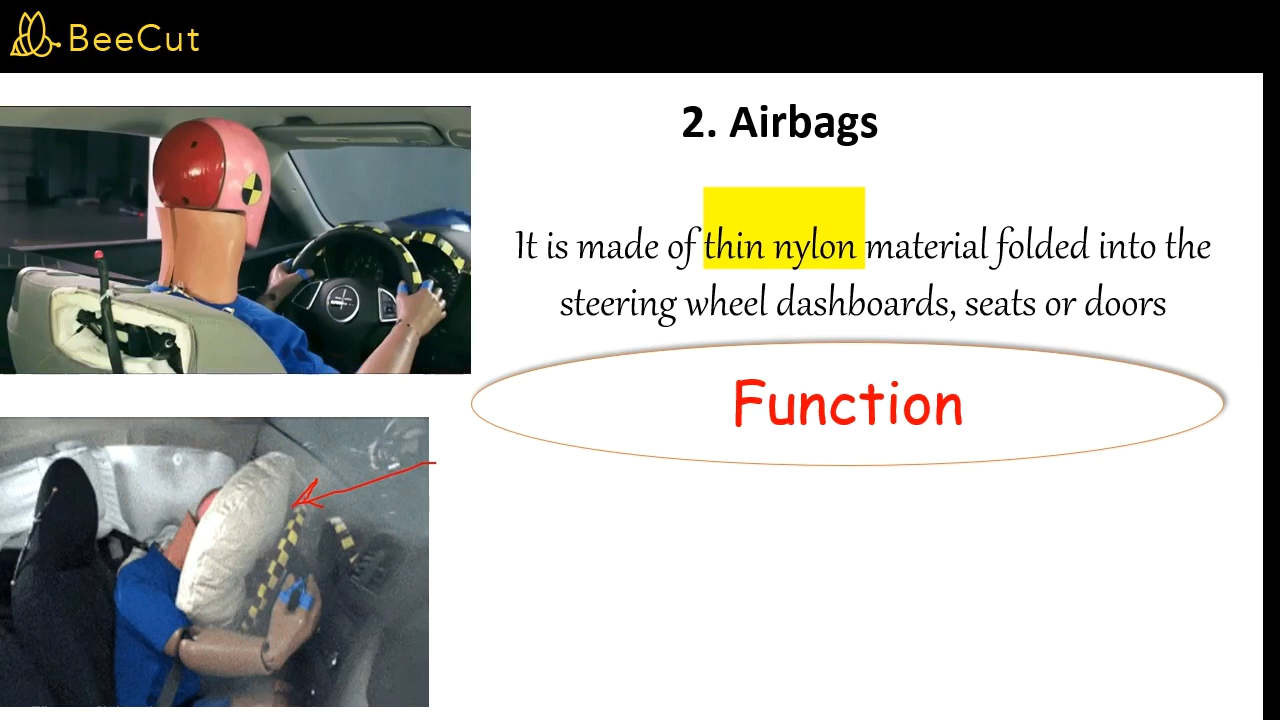 BeeCut
2. Airbags
It is made of thin nylon material folded into the
steering wheel dashboards, seats or doors
Function